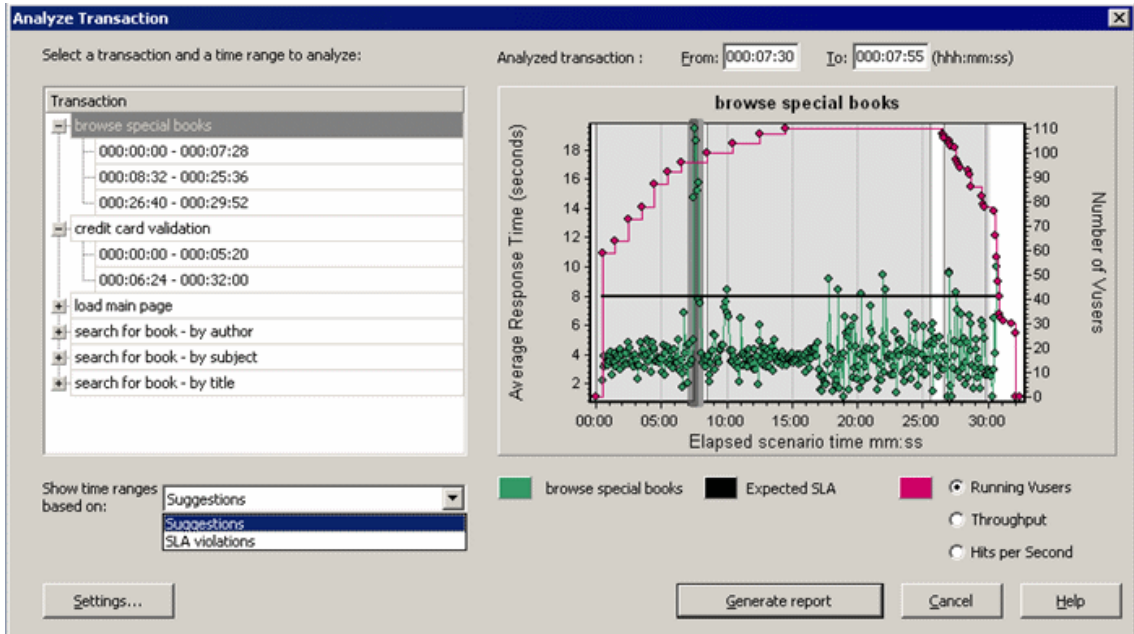 Analyze Transaction
Select a transaction and a time range to analyze:
Analyzed transaction : From: 000:07:30 To: 000:07:55 (hhh:mm:ss)
Transaction
browse special books
000:00:00 - 000:07:28
000:08:32 - 000:25:36
000:26:40 - 000:29:52
credit card validation
000:00:00 - 000:05:20
000:06:24 - 000:32:00
load main page
search for book - by author
search for book - by subject
search for book - by title
browse special books
Average Response Time (seconds)
18
16
14
12
10
8
6
4
2
110
100
90
80
70
60
50
40
30
20
10
0
Number of Vusers
00:00 05:00 10:00 15:00 20:00 25:00 30:00
Elapsed scenario time mm:ss
Show time ranges
based on:
Suggestions
Suggestions
SLA violations
browse special books Expected SLA Running Vusers
Throughput
Hits per Second
Settings...
Generate report Cancel Help